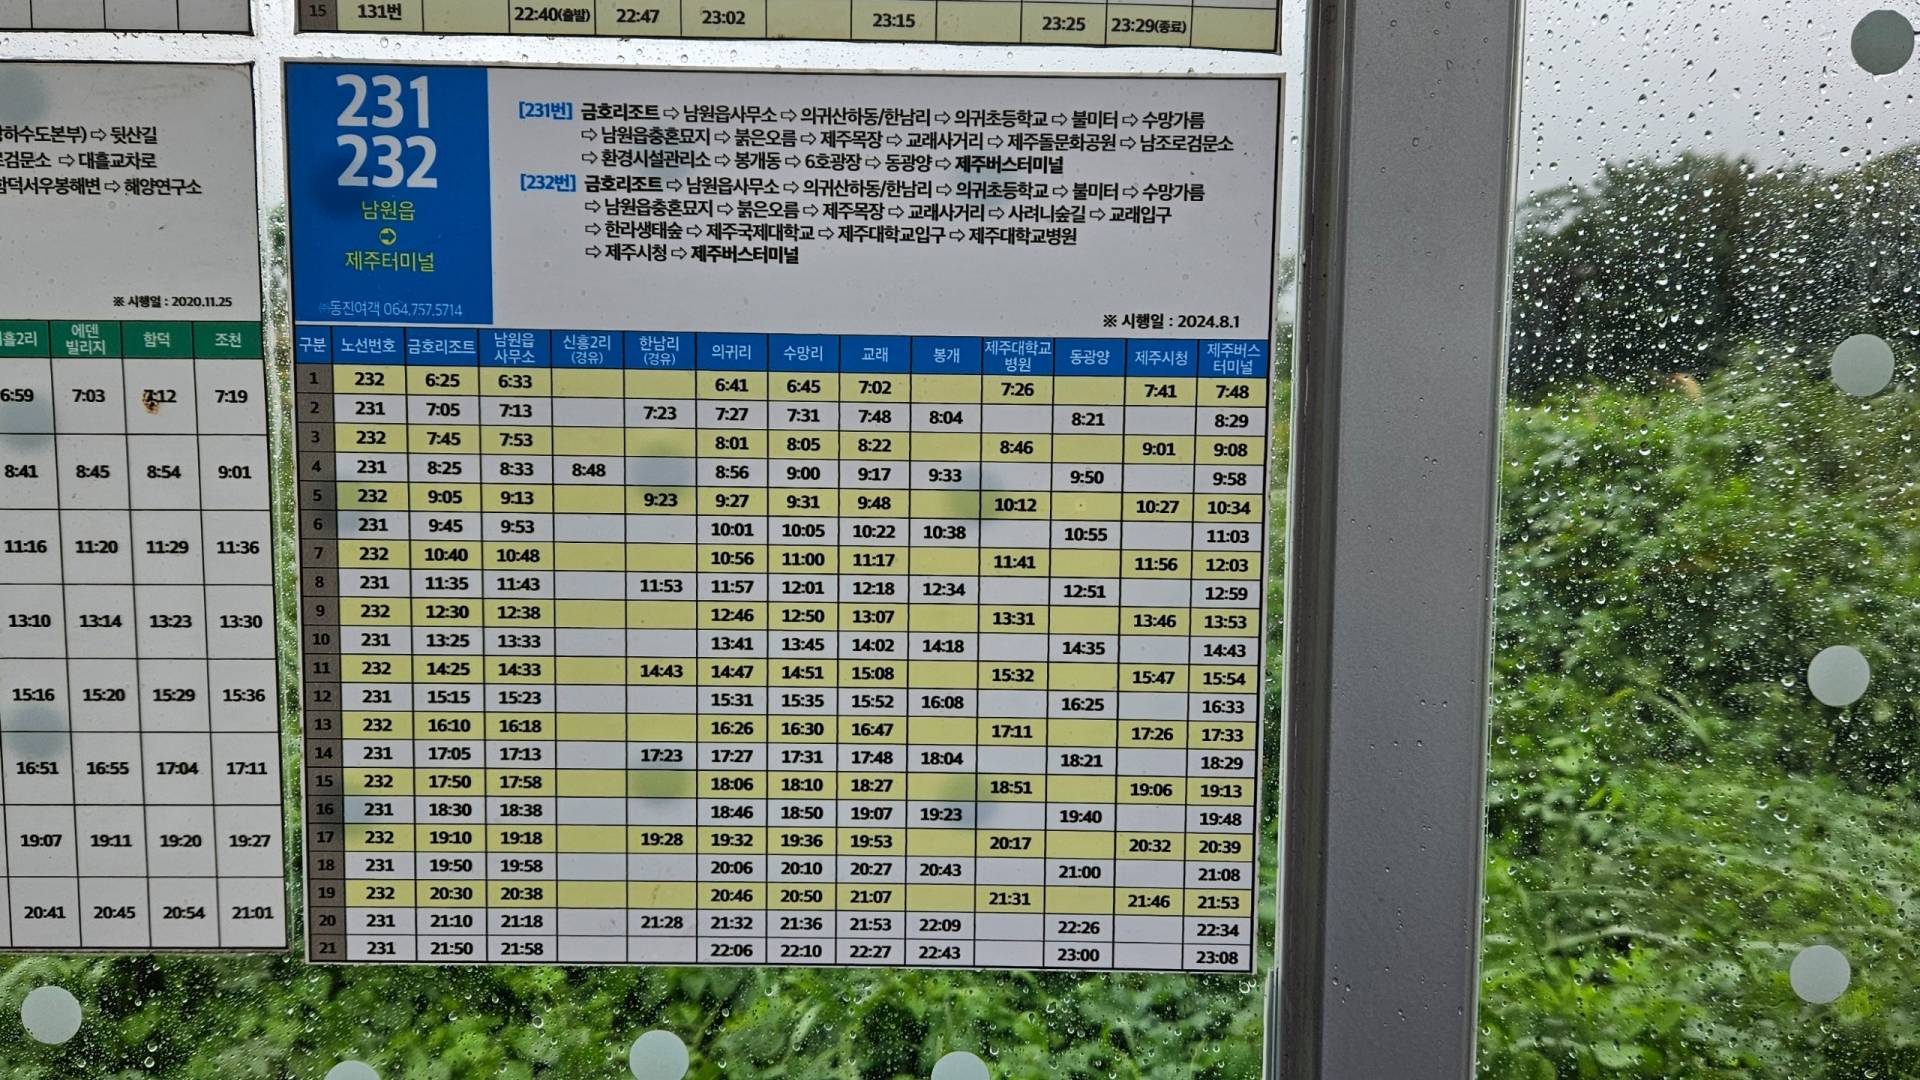 15 131번 22:40(출발) 22:47 23:02 23:15 23:25 23:29(종료)
하수도본부) ⇨ 뒷산길
로검문소 ⇨ 대흘교차로
함덕서우봉해변 ⇨ 해양연구소
※ 시행일 : 2020.11.25
흘2리 에덴빌리지 함덕 조천
6:59 7:03 7:12 7:19
8:41 8:45 8:54 9:01
11:16 11:20 11:29 11:36
13:10 13:14 13:23 13:30
15:16 15:20 15:29 15:36
16:51 16:55 17:04 17:11
19:07 19:11 19:20 19:27
20:41 20:45 20:54 21:01
231
232
남원읍
➲
제주터미널
㈜동진여객 064.757.5714
[231번] 금호리조트 ⇨ 남원읍사무소 ⇨ 의귀산하동/한남리 ⇨ 의귀초등학교 ⇨ 불미터 ⇨ 수망가름
⇨ 남원읍충혼묘지 ⇨ 붉은오름 ⇨ 제주목장 ⇨ 교래사거리 ⇨ 제주돌문화공원 ⇨ 남조로검문소
⇨ 환경시설관리소 ⇨ 봉개동 ⇨ 6호광장 ⇨ 동광양 ⇨ 제주버스터미널
[232번] 금호리조트 ⇨ 남원읍사무소 ⇨ 의귀산하동/한남리 ⇨ 의귀초등학교 ⇨ 불미터 ⇨ 수망가름
⇨ 남원읍충혼묘지 ⇨ 붉은오름 ⇨ 제주목장 ⇨ 교래사거리 ⇨ 사려니숲길 ⇨ 교래입구
⇨ 한라생태숲 ⇨ 제주국제대학교 ⇨ 제주대학교입구 ⇨ 제주대학교병원
⇨ 제주시청 ⇨ 제주버스터미널
※ 시행일 : 2024.8.1
구분 노선번호 금호리조트 남원읍사무소 신흥2리(경유) 한남리(경유) 의귀리 수망리 교래 봉개 제주대학교병원 동광양 제주시청 제주버스터미널
1 232 6:25 6:33 6:41 6:45 7:02 7:26 7:41 7:48
2 231 7:05 7:13 7:23 7:27 7:31 7:48 8:04 8:21 8:29
3 232 7:45 7:53 8:01 8:05 8:22 8:46 9:01 9:08
4 231 8:25 8:33 8:48 8:56 9:00 9:17 9:33 9:50 9:58
5 232 9:05 9:13 9:23 9:27 9:31 9:48 10:12 10:27 10:34
6 231 9:45 9:53 10:01 10:05 10:22 10:38 10:55 11:03
7 232 10:40 10:48 10:56 11:00 11:17 11:41 11:56 12:03
8 231 11:35 11:43 11:53 11:57 12:01 12:18 12:34 12:51 12:59
9 232 12:30 12:38 12:46 12:50 13:07 13:31 13:46 13:53
10 231 13:25 13:33 13:41 13:45 14:02 14:18 14:35 14:43
11 232 14:25 14:33 14:43 14:47 14:51 15:08 15:32 15:47 15:54
12 231 15:15 15:23 15:31 15:35 15:52 16:08 16:25 16:33
13 232 16:10 16:18 16:26 16:30 16:47 17:11 17:26 17:33
14 231 17:05 17:13 17:23 17:27 17:31 17:48 18:04 18:21 18:29
15 232 17:50 17:58 18:06 18:10 18:27 18:51 19:06 19:13
16 231 18:30 18:38 18:46 18:50 19:07 19:23 19:40 19:48
17 232 19:10 19:18 19:28 19:32 19:36 19:53 20:17 20:32 20:39
18 231 19:50 19:58 20:06 20:10 20:27 20:43 21:00 21:08
19 232 20:30 20:38 20:46 20:50 21:07 21:31 21:46 21:53
20 231 21:10 21:18 21:28 21:32 21:36 21:53 22:09 22:26 22:34
21 231 21:50 21:58 22:06 22:10 22:27 22:43 23:00 23:08